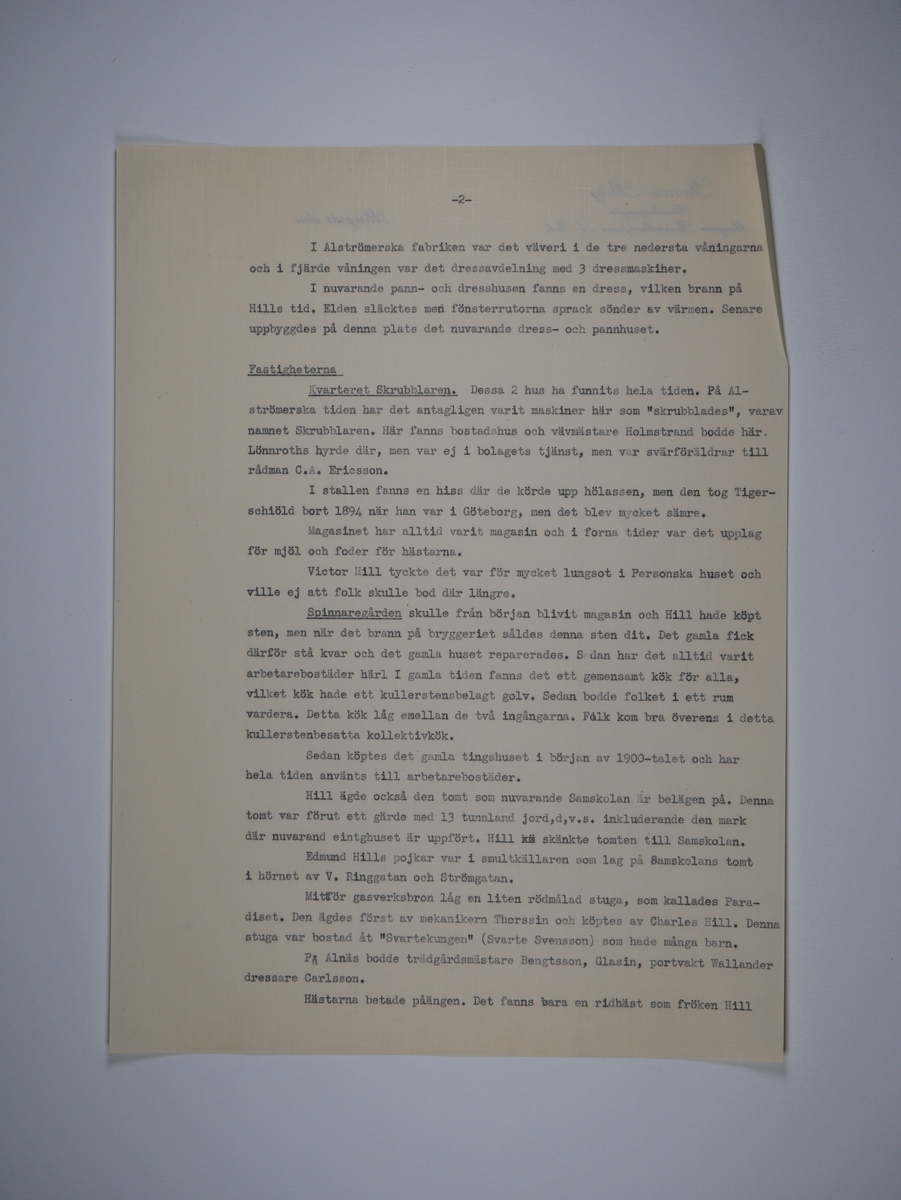 -2-
I Alströmerska fabriken var det väveri i de tre nedersta våningarna
och i fjärde våningen var det dressavdelning med 3 dressmaskiner.
I nuvarande pann- och dresshusen fanns en dress, vilken brann på
Hills tid. Elden släcktes men fönsterrutorna sprack sönder av värmen. Senare
uppbyggdes på denna plats det nuvarande dress- och pannhuset.
Fastigheterna
Kvarteret Skrubblaren. Dessa 2 hus ha funnits hela tiden. På Al-
strömerska tiden har det antagligen varit maskiner här som "skrubblades", varav
namnet Skrubblaren. Här fanns bostadshus och vävmästare Holmstrand bodde här.
Lönnroths hyrde där, men var ej i bolagets tjänst, men var svärföräldrar till
rådman C.A. Ericsson.
I stallen fanns en hiss där de körde upp hölassen, men den tog Tiger-
schiöld bort 1894 när han var i Göteborg, men det blev mycket sämre.
Magasinet har alltid varit magasin och i forna tider var det upplag
för mjöl och foder för hästarna.
Victor Hill tyckte det var för mycket lungsot i Personska huset och
ville ej att folk skulle bod där längre.
Spinnaregården skulle från början blivit magasin och Hill hade köpt
sten, men när det brann på bryggeriet såldes denna sten dit. Det gamla fick
därför stå kvar och det gamla huset reparerades. Sedan har det alltid varit
arbetarebostäder härl I gamla tiden fanns det ett gemensamt kök för alla,
vilket kök hade ett kullerstensbelagt golv. Sedan bodde folket i ett rum
vardera. Detta kök låg emellan de två ingångarna. Folk kom bra överens i detta
kullerstenbesatta kollektivkök.
Sedan köptes det gamla tingshuset i början av 1900-talet och har
hela tiden använts till arbetarebostäder.
Hill ägde också den tomt som nuvarande Samskolan är belägen på. Denna
tomt var förut ett gärde med 13 tunnland jord,d,v.s. inkluderande den mark
där nuvarand eintghuset är uppfört. Hill skänkte tomten till Samskolan.
Edmund Hills pojkar var i smultkällaren som lag på Samskolans tomt
i hörnet av V. Ringgatan och Strömgatan.
Mittför gasverksbron låg en liten rödmålad stuga, som kallades Para-
diset. Den ägdes först av mekanikern Thorssin och köptes av Charles Hill. Denna
stuga var bostad åt "Svartekungen" (Svarte Svensson) som hade många barn.
På Alnäs bodde trädgårdsmästare Bengtsson, Glasin, portvakt Wallander
dressare Carlsson.
Hästarna betade påängen. Det fanns bara en ridhäst som fröken Hill